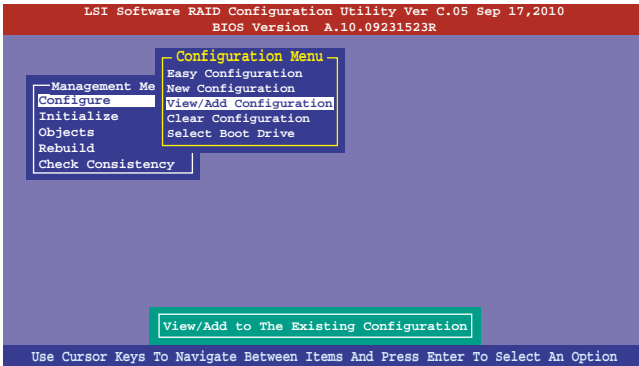 LSI Software RAID Configuration Utility Ver C.05 Sep 17,2010
BIOS Version A.10.09231523R
Configuration Menu
Easy Configuration
New Configuration
View/Add Configuration
Clear Configuration
Select Boot Drive
Management Me
Configure
Initialize
Objects
Rebuild
Check Consistency
View/Add to The Existing Configuration
Use Cursor Keys To Navigate Between Items And Press Enter To Select An Option